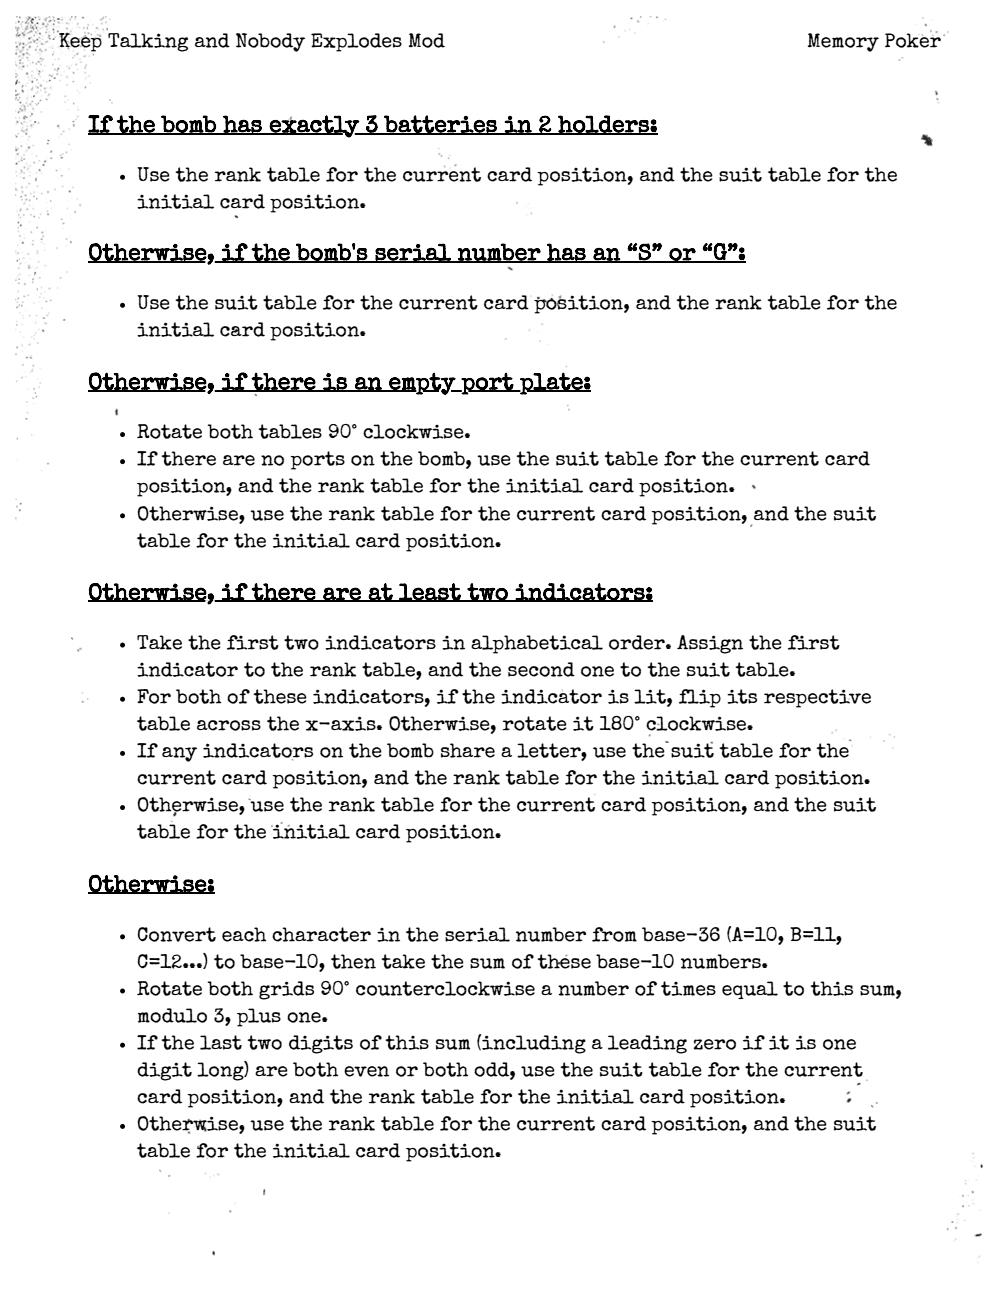 Keep Talking and Nobody Explodes Mod
Memory Poker
If the bomb has exactly 3 batteries in 2 holders:
• Use the rank table for the current card position, and the suit table for the
initial card position.
Otherwise, if the bomb's serial number has an “S” or “G”:
• Use the suit table for the current card position, and the rank table for the
initial card position.
Otherwise, if there is an empty port plate:
• Rotate both tables 90° clockwise.
• If there are no ports on the bomb, use the suit table for the current card
position, and the rank table for the initial card position.
• Otherwise, use the rank table for the current card position, and the suit
table for the initial card position.
Otherwise, if there are at least two indicators:
• Take the first two indicators in alphabetical order. Assign the first
indicator to the rank table, and the second one to the suit table.
• For both of these indicators, if the indicator is lit, flip its respective
table across the x-axis. Otherwise, rotate it 180° clockwise.
• If any indicators on the bomb share a letter, use the suit table for the
current card position, and the rank table for the initial card position.
• Otherwise, use the rank table for the current card position, and the suit
table for the initial card position.
Otherwise:
• Convert each character in the serial number from base-36 (A=10, B=11,
C=12...) to base-10, then take the sum of these base-10 numbers.
• Rotate both grids 90° counterclockwise a number of times equal to this sum,
modulo 3, plus one.
• If the last two digits of this sum (including a leading zero if it is one
digit long) are both even or both odd, use the suit table for the current
card position, and the rank table for the initial card position.
• Otherwise, use the rank table for the current card position, and the suit
table for the initial card position.